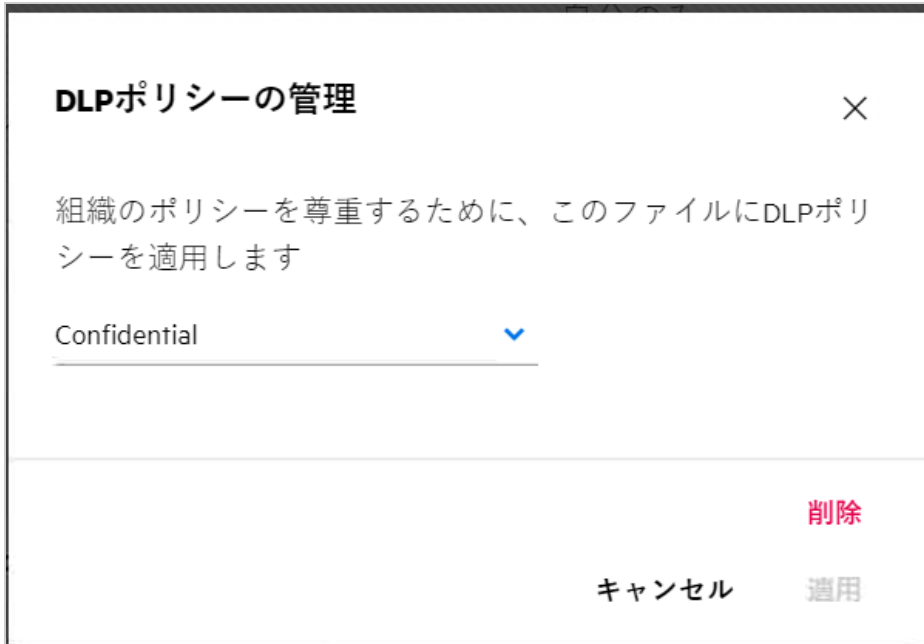 DLPポリシーの管理
組織のポリシーを尊重するために、このファイルにDLPポリ
シーを適用します
Confidential
削除
キャンセル
適用